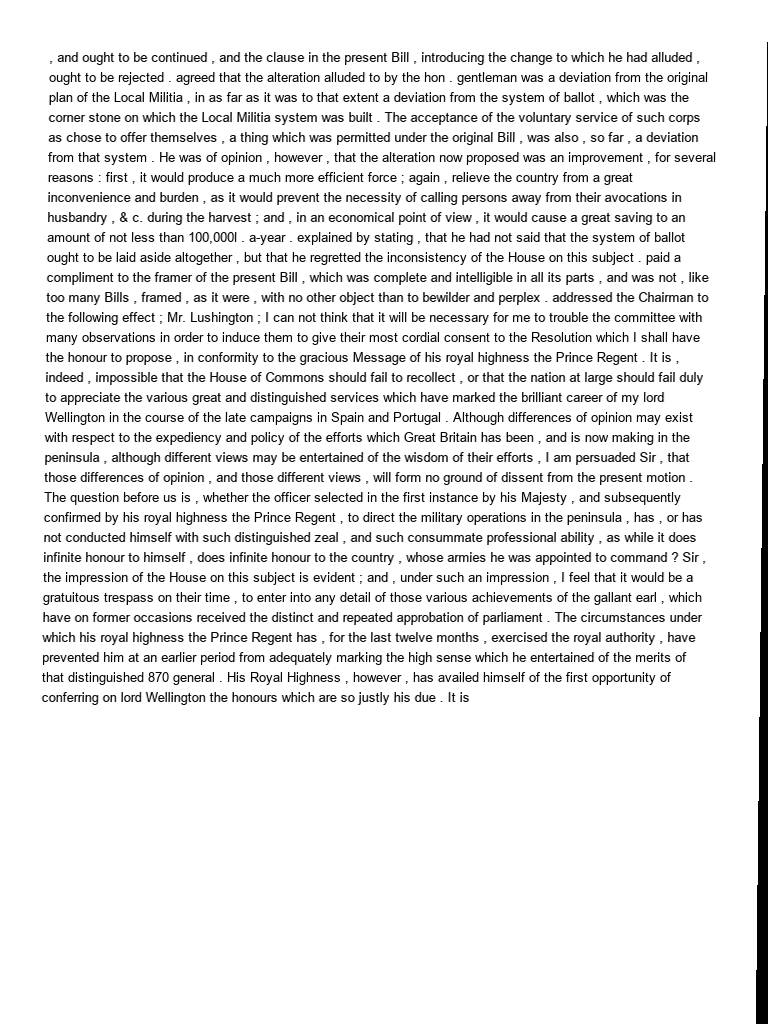 , and ought to be continued , and the clause in the present Bill , introducing the change to which he had alluded ,
ought to be rejected . agreed that the alteration alluded to by the hon . gentleman was a deviation from the original
plan of the Local Militia , in as far as it was to that extent a deviation from the system of ballot , which was the
corner stone on which the Local Militia system was built . The acceptance of the voluntary service of such corps
as chose to offer themselves , a thing which was permitted under the original Bill , was also , so far , a deviation
from that system . He was of opinion , however , that the alteration now proposed was an improvement , for several
reasons : first , it would produce a much more efficient force ; again , relieve the country from a great
inconvenience and burden , as it would prevent the necessity of calling persons away from their avocations in
husbandry , & c. during the harvest ; and , in an economical point of view , it would cause a great saving to an
amount of not less than 100,000l . a-year . explained by stating , that he had not said that the system of ballot
ought to be laid aside altogether , but that he regretted the inconsistency of the House on this subject . paid a
compliment to the framer of the present Bill , which was complete and intelligible in all its parts , and was not , like
too many Bills , framed , as it were , with no other object than to bewilder and perplex . addressed the Chairman to
the following effect ; Mr. Lushington ; I can not think that it will be necessary for me to trouble the committee with
many observations in order to induce them to give their most cordial consent to the Resolution which I shall have
the honour to propose , in conformity to the gracious Message of his royal highness the Prince Regent . It is ,
indeed , impossible that the House of Commons should fail to recollect , or that the nation at large should fail duly
to appreciate the various great and distinguished services which have marked the brilliant career of my lord
Wellington in the course of the late campaigns in Spain and Portugal . Although differences of opinion may exist
with respect to the expediency and policy of the efforts which Great Britain has been , and is now making in the
peninsula , although different views may be entertained of the wisdom of their efforts , I am persuaded Sir , that
those differences of opinion , and those different views , will form no ground of dissent from the present motion .
The question before us is , whether the officer selected in the first instance by his Majesty , and subsequently
confirmed by his royal highness the Prince Regent , to direct the military operations in the peninsula , has , or has
not conducted himself with such distinguished zeal , and such consummate professional ability , as while it does
infinite honour to himself , does infinite honour to the country , whose armies he was appointed to command ? Sir ,
the impression of the House on this subject is evident ; and , under such an impression , I feel that it would be a
gratuitous trespass on their time , to enter into any detail of those various achievements of the gallant earl , which
have on former occasions received the distinct and repeated approbation of parliament . The circumstances under
which his royal highness the Prince Regent has , for the last twelve months , exercised the royal authority , have
prevented him at an earlier period from adequately marking the high sense which he entertained of the merits of
that distinguished 870 general . His Royal Highness , however , has availed himself of the first opportunity of
conferring on lord Wellington the honours which are so justly his due . It is